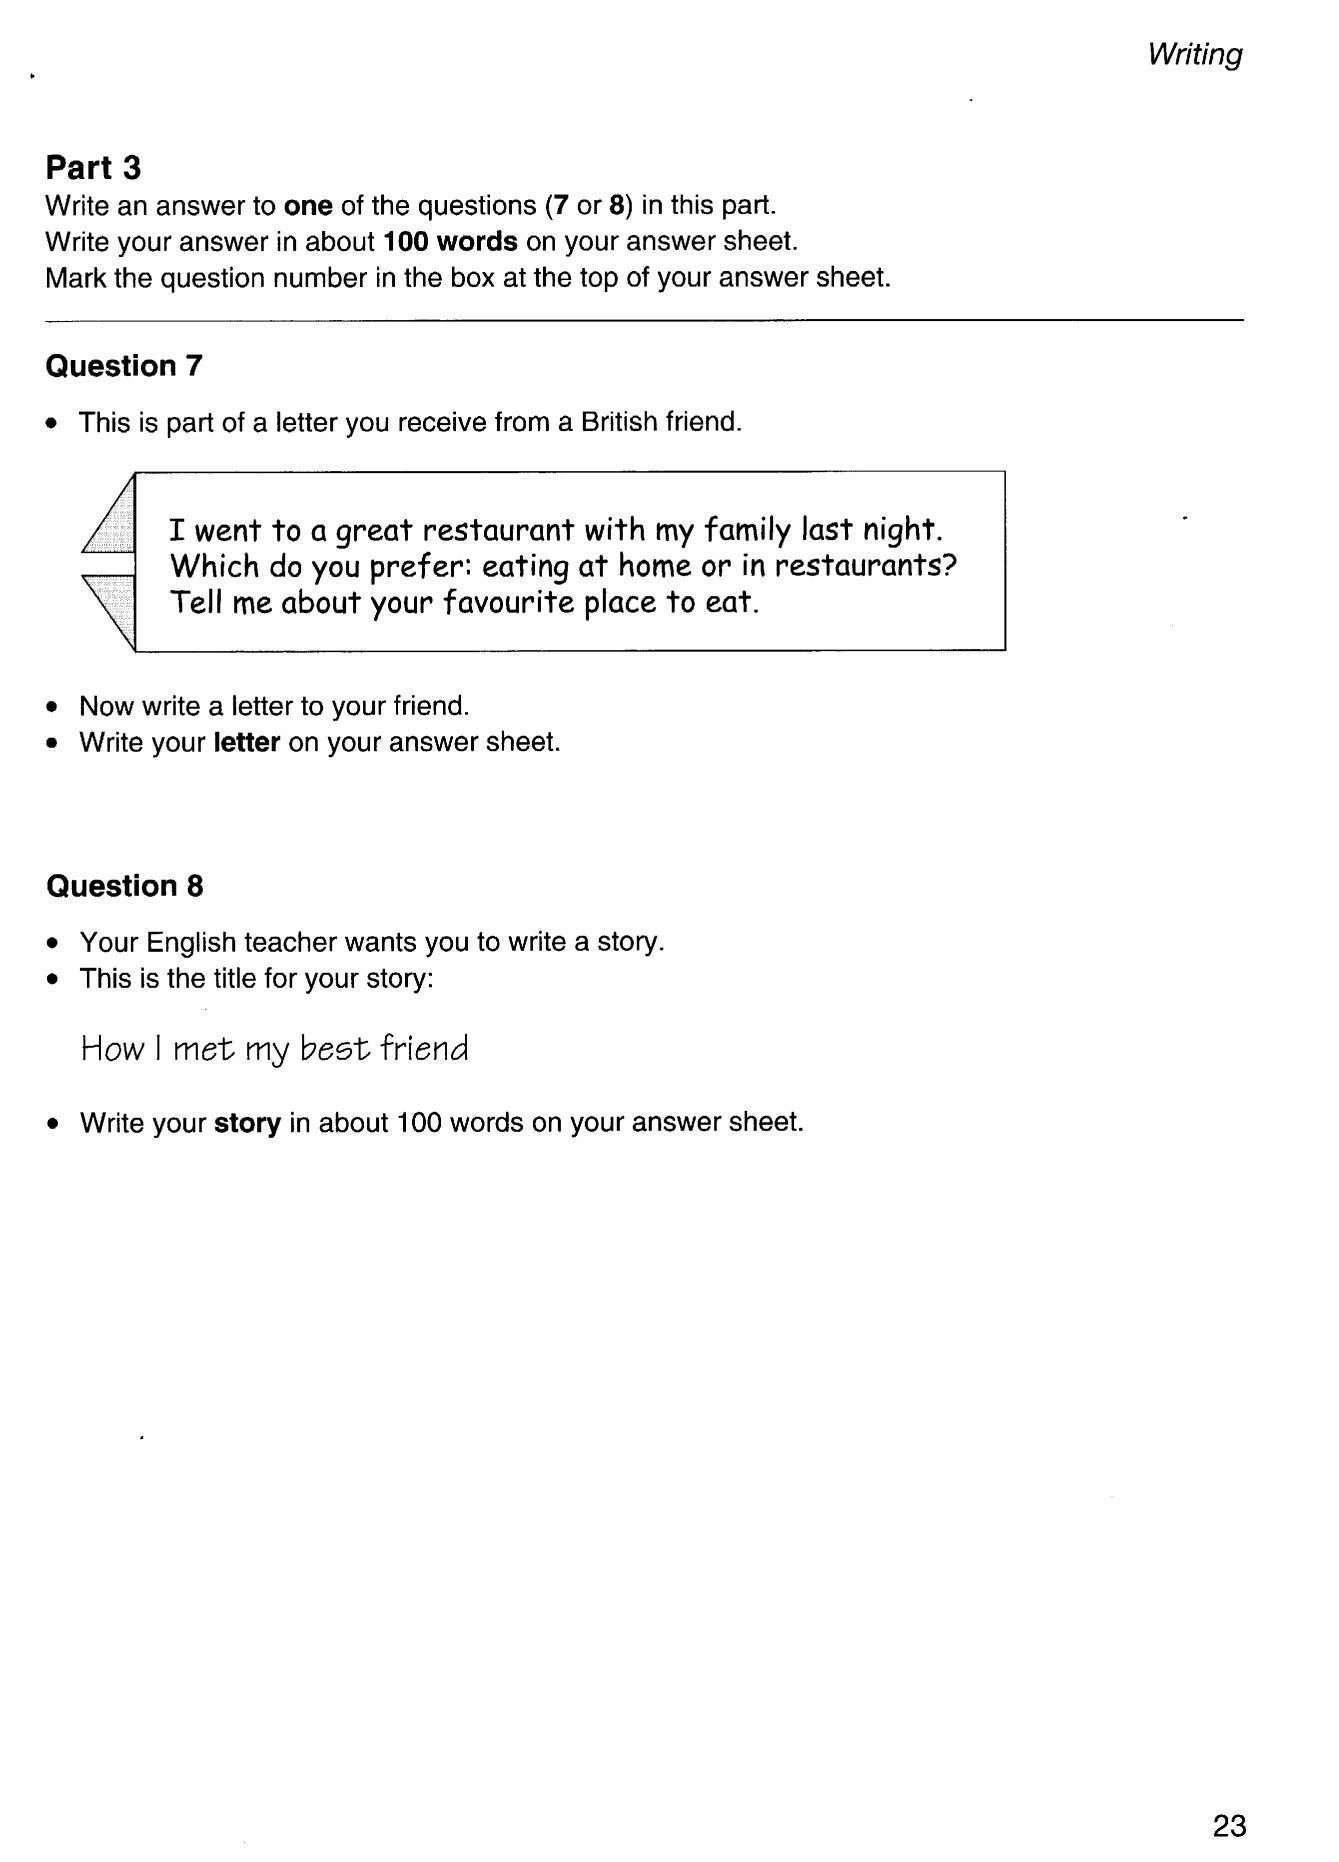 Writing
Part 3
Write an answer to one of the questions (7 or 8) in this part.
Write your answer in about 100 words on your answer sheet.
Mark the question number in the box at the top of your answer sheet.
Question 7
• This is part of a letter you receive from a British friend.
I went to a great restaurant with my family last night.
Which do you prefer: eating at home or in restaurants?
Tell me about your favourite place to eat.
• Now write a letter to your friend.
• Write your letter on your answer sheet.
Question 8
• Your English teacher wants you to write a story.
• This is the title for your story:
How I met my best friend
• Write your story in about 100 words on your answer sheet.
23